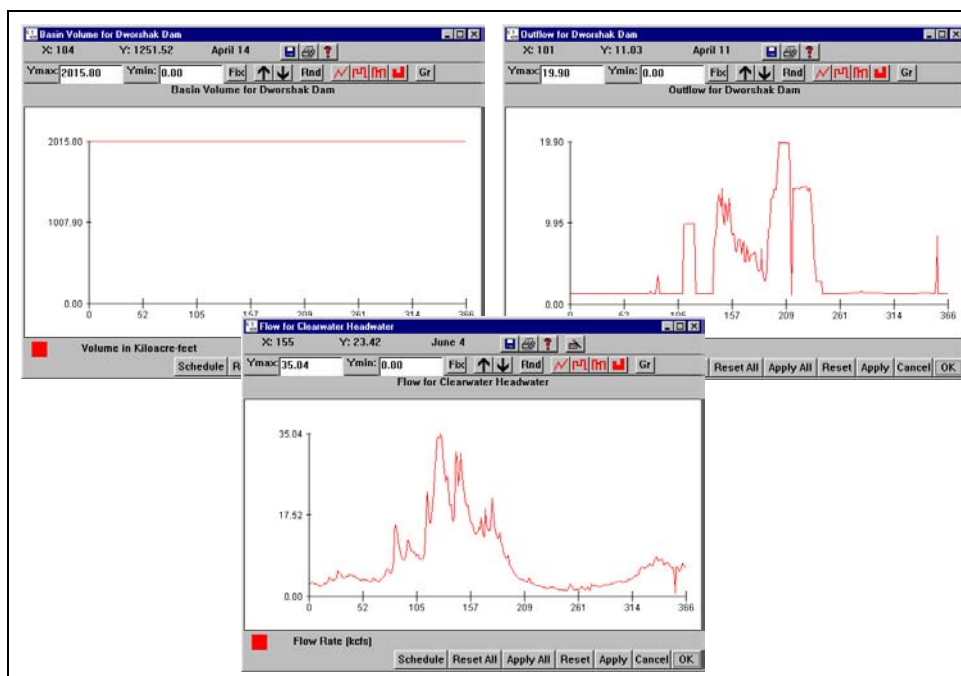 Basin Volume for Dworshak Dam
X: 104 Y: 1251.52 April 14
Ymax: 2015.80 Ymin: 0.00 Fix Rnd Gr
Basin Volume for Dworshak Dam
2015.80
1007.90
0.00
0 52 105 157 209 261 314 366
Volume in Kiloacre-feet
Schedule R
Outflow for Dworshak Dam
X: 101 Y: 11.03 April 11
Ymax: 19.90 Ymin: 0.00 Fix Rnd Gr
Outflow for Dworshak Dam
19.90
9.95
0.00
0 52 105 157 209 261 314 366
Reset All Apply All Reset Apply Cancel OK
Flow for Clearwater Headwater
X: 155 Y: 23.42 June 4
Ymax: 35.04 Ymin: 0.00 Fix Rnd Gr
Flow for Clearwater Headwater
35.04
17.52
0.00
0 52 105 157 209 261 314 366
Flow Rate (kcfs)
Schedule Reset All Apply All Reset Apply Cancel OK